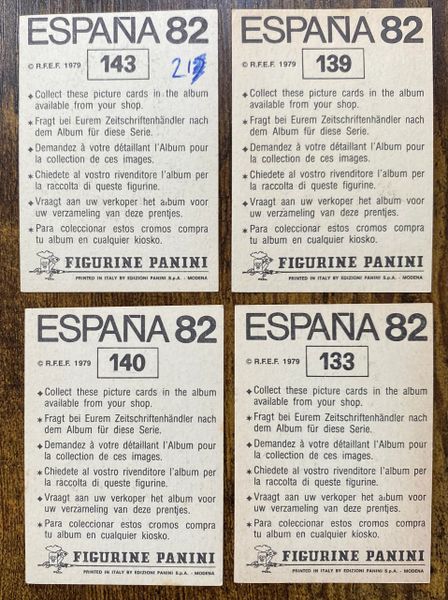 ESPAÑA 82
© R.F.E.F. 1979
143
Collect these picture cards in the album
available from your shop.
Fragt bei Eurem Zeitschriftenhändler nach
dem Album für diese Serie.
Demandez à votre détaillant l'Album pour
la collection de ces images.
Chiedete al vostro rivenditore l'album per
la raccolta di queste figurine.
Vraagt aan uw verkoper het album voor
uw verzameling van deze prentjes.
Para coleccionar estos cromos compra
tu album en cualquier kiosko.
FIGURINE PANINI
PRINTED IN ITALY BY EDIZIONI PANINI S.p.A. - MODENA
ESPAÑA 82
© R.F.E.F. 1979
139
Collect these picture cards in the album
available from your shop.
Fragt bei Eurem Zeitschriftenhändler nach
dem Album für diese Serie.
Demandez à votre détaillant l'Album pour
la collection de ces images.
Chiedete al vostro rivenditore l'album per
la raccolta di queste figurine.
Vraagt aan uw verkoper het album voor
uw verzameling van deze prentjes.
Para coleccionar estos cromos compra
tu album en cualquier kiosko.
FIGURINE PANINI
PRINTED IN ITALY BY EDIZIONI PANINI S.p.A. - MODENA
ESPAÑA 82
© R.F.E.F. 1979
140
Collect these picture cards in the album
available from your shop.
Fragt bei Eurem Zeitschriftenhändler nach
dem Album für diese Serie.
Demandez à votre détaillant l'Album pour
la collection de ces images.
Chiedete al vostro rivenditore l'album per
la raccolta di queste figurine.
Vraagt aan uw verkoper het album voor
uw verzameling van deze prentjes.
Para coleccionar estos cromos compra
tu album en cualquier kiosko.
FIGURINE PANINI
PRINTED IN ITALY BY EDIZIONI PANINI S.p.A. - MODENA
ESPAÑA 82
© R.F.E.F. 1979
133
Collect these picture cards in the album
available from your shop.
Fragt bei Eurem Zeitschriftenhändler nach
dem Album für diese Serie.
Demandez à votre détaillant l'Album pour
la collection de ces images.
Chiedete al vostro rivenditore l'album per
la raccolta di queste figurine.
Vraagt aan uw verkoper het album voor
uw verzameling van deze prentjes.
Para coleccionar estos cromos compra
tu album en cualquier kiosko.
FIGURINE PANINI
PRINTED IN ITALY BY EDIZIONI PANINI S.p.A. - MODENA